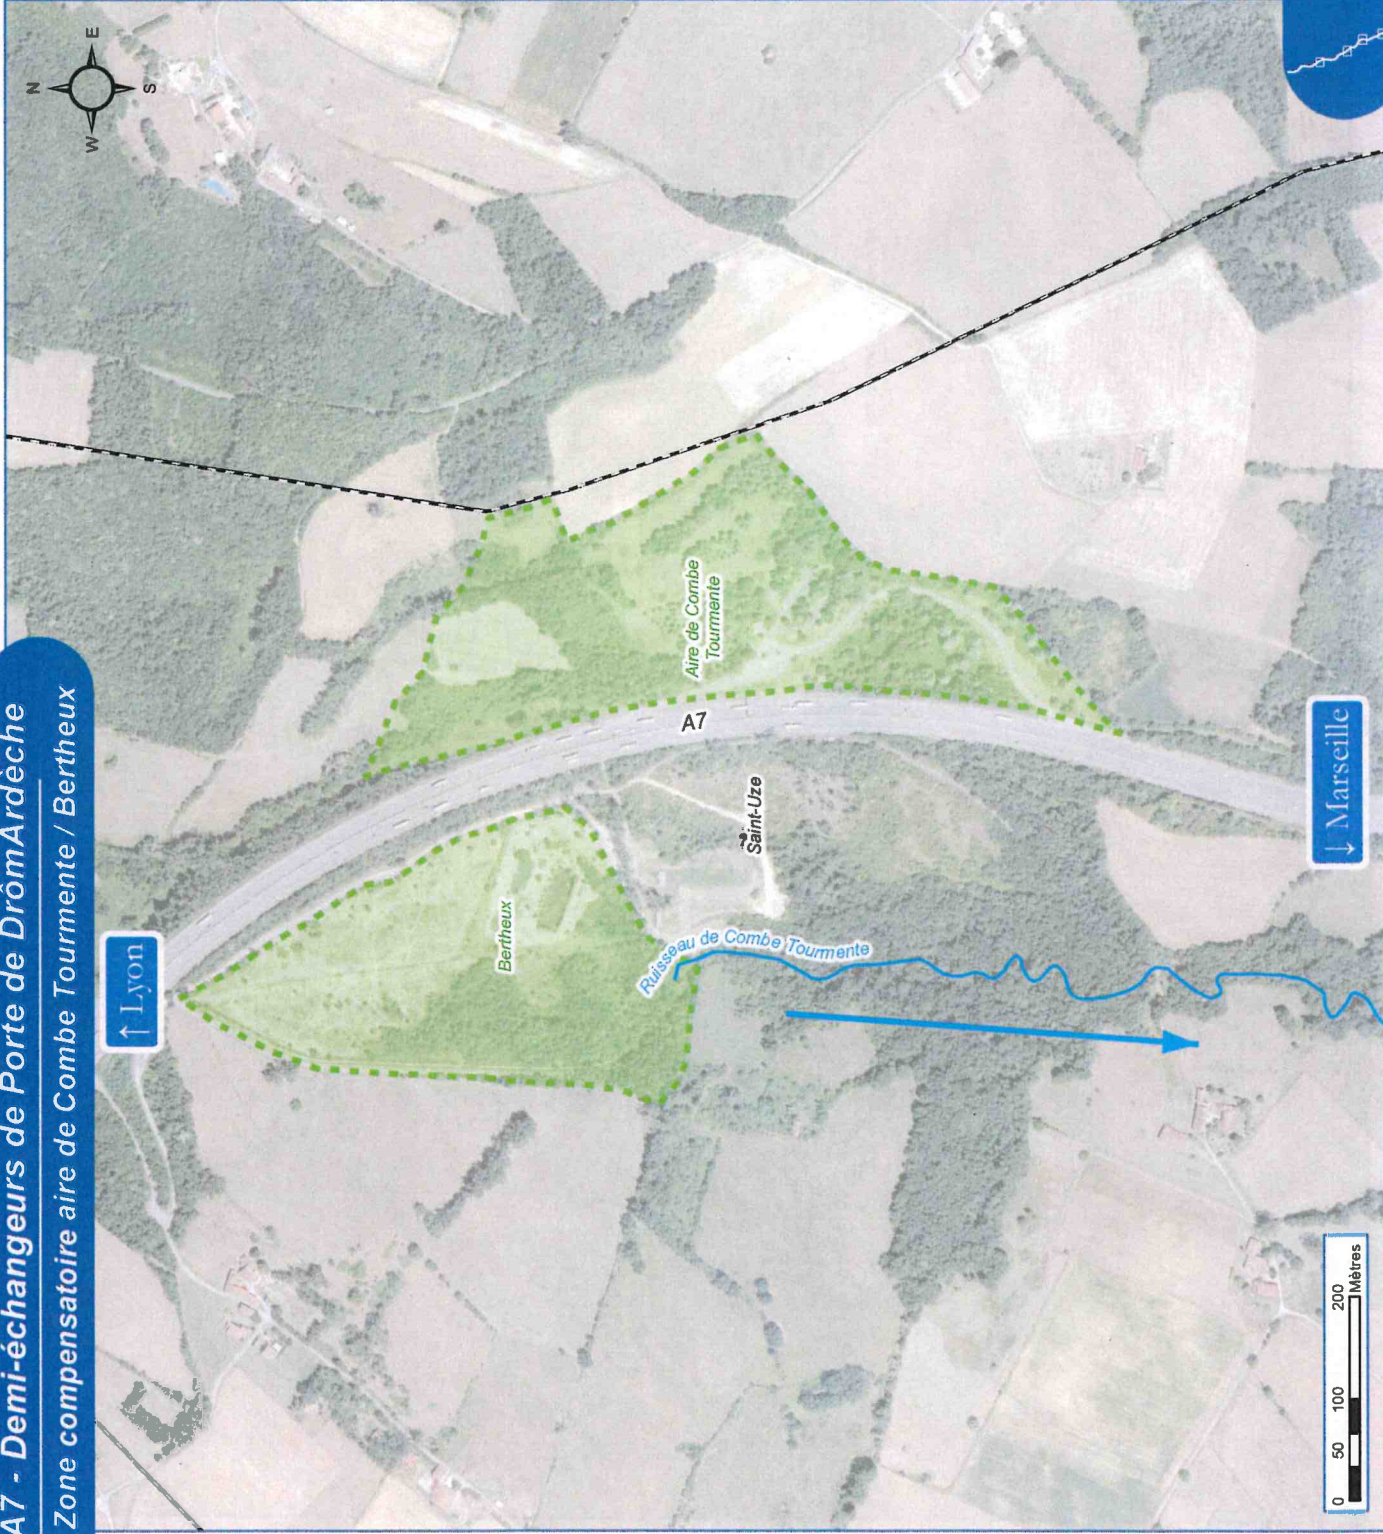 A7 - Demi-échangeurs de Porte de DrômArdèche
Zone compensatoire aire de Combe Tourmente / Bertheux
N
W
E
S
↑ Lyon
Bertheux
Aire de Combe
Tourmente
A7
Saint-Uze
Ruisseau de Combe Tourmente
↓ Marseille
0 50 100 200
Mètres